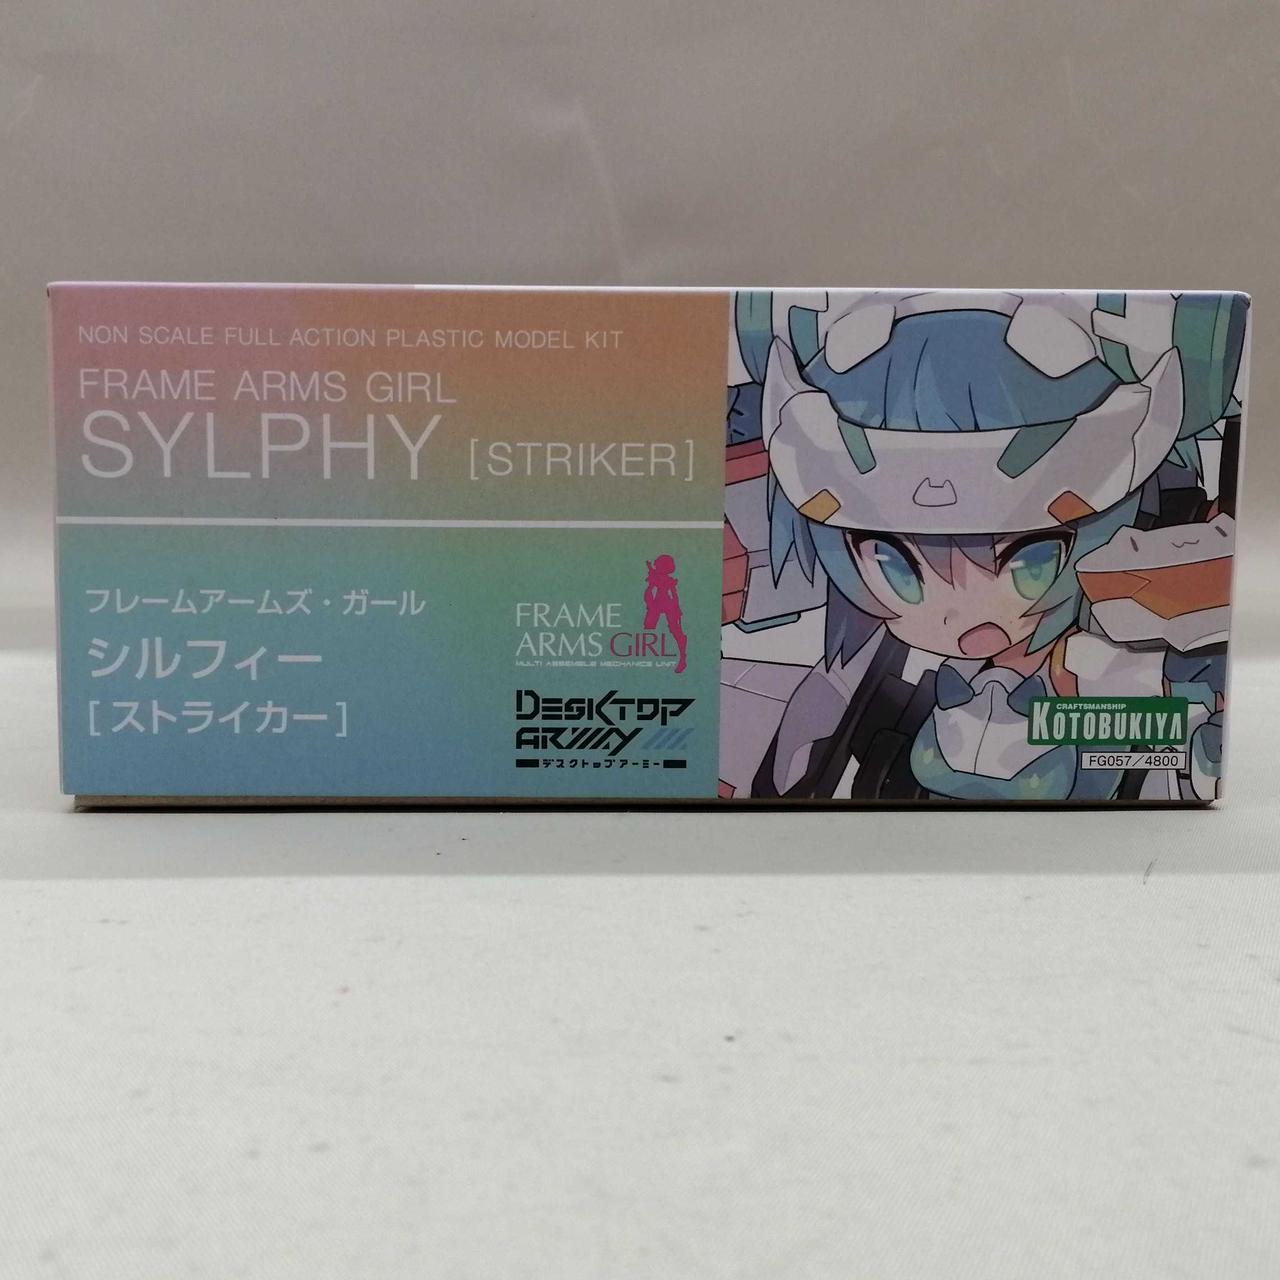 NON SCALE FULL ACTION PLASTIC MODEL KIT
FRAME ARMS GIRL
SYLPHY [STRIKER]
フレームアームズ・ガール
シルフィー
[ストライカー]
FRAME
ARMS GIRL
MULTI ASSEMBLE MECHANICS UNIT
DESKTOP
ARMY
デスクトップアーミー
CRAFTSMANSHIP
KOTOBUKIYA
FG057/4800